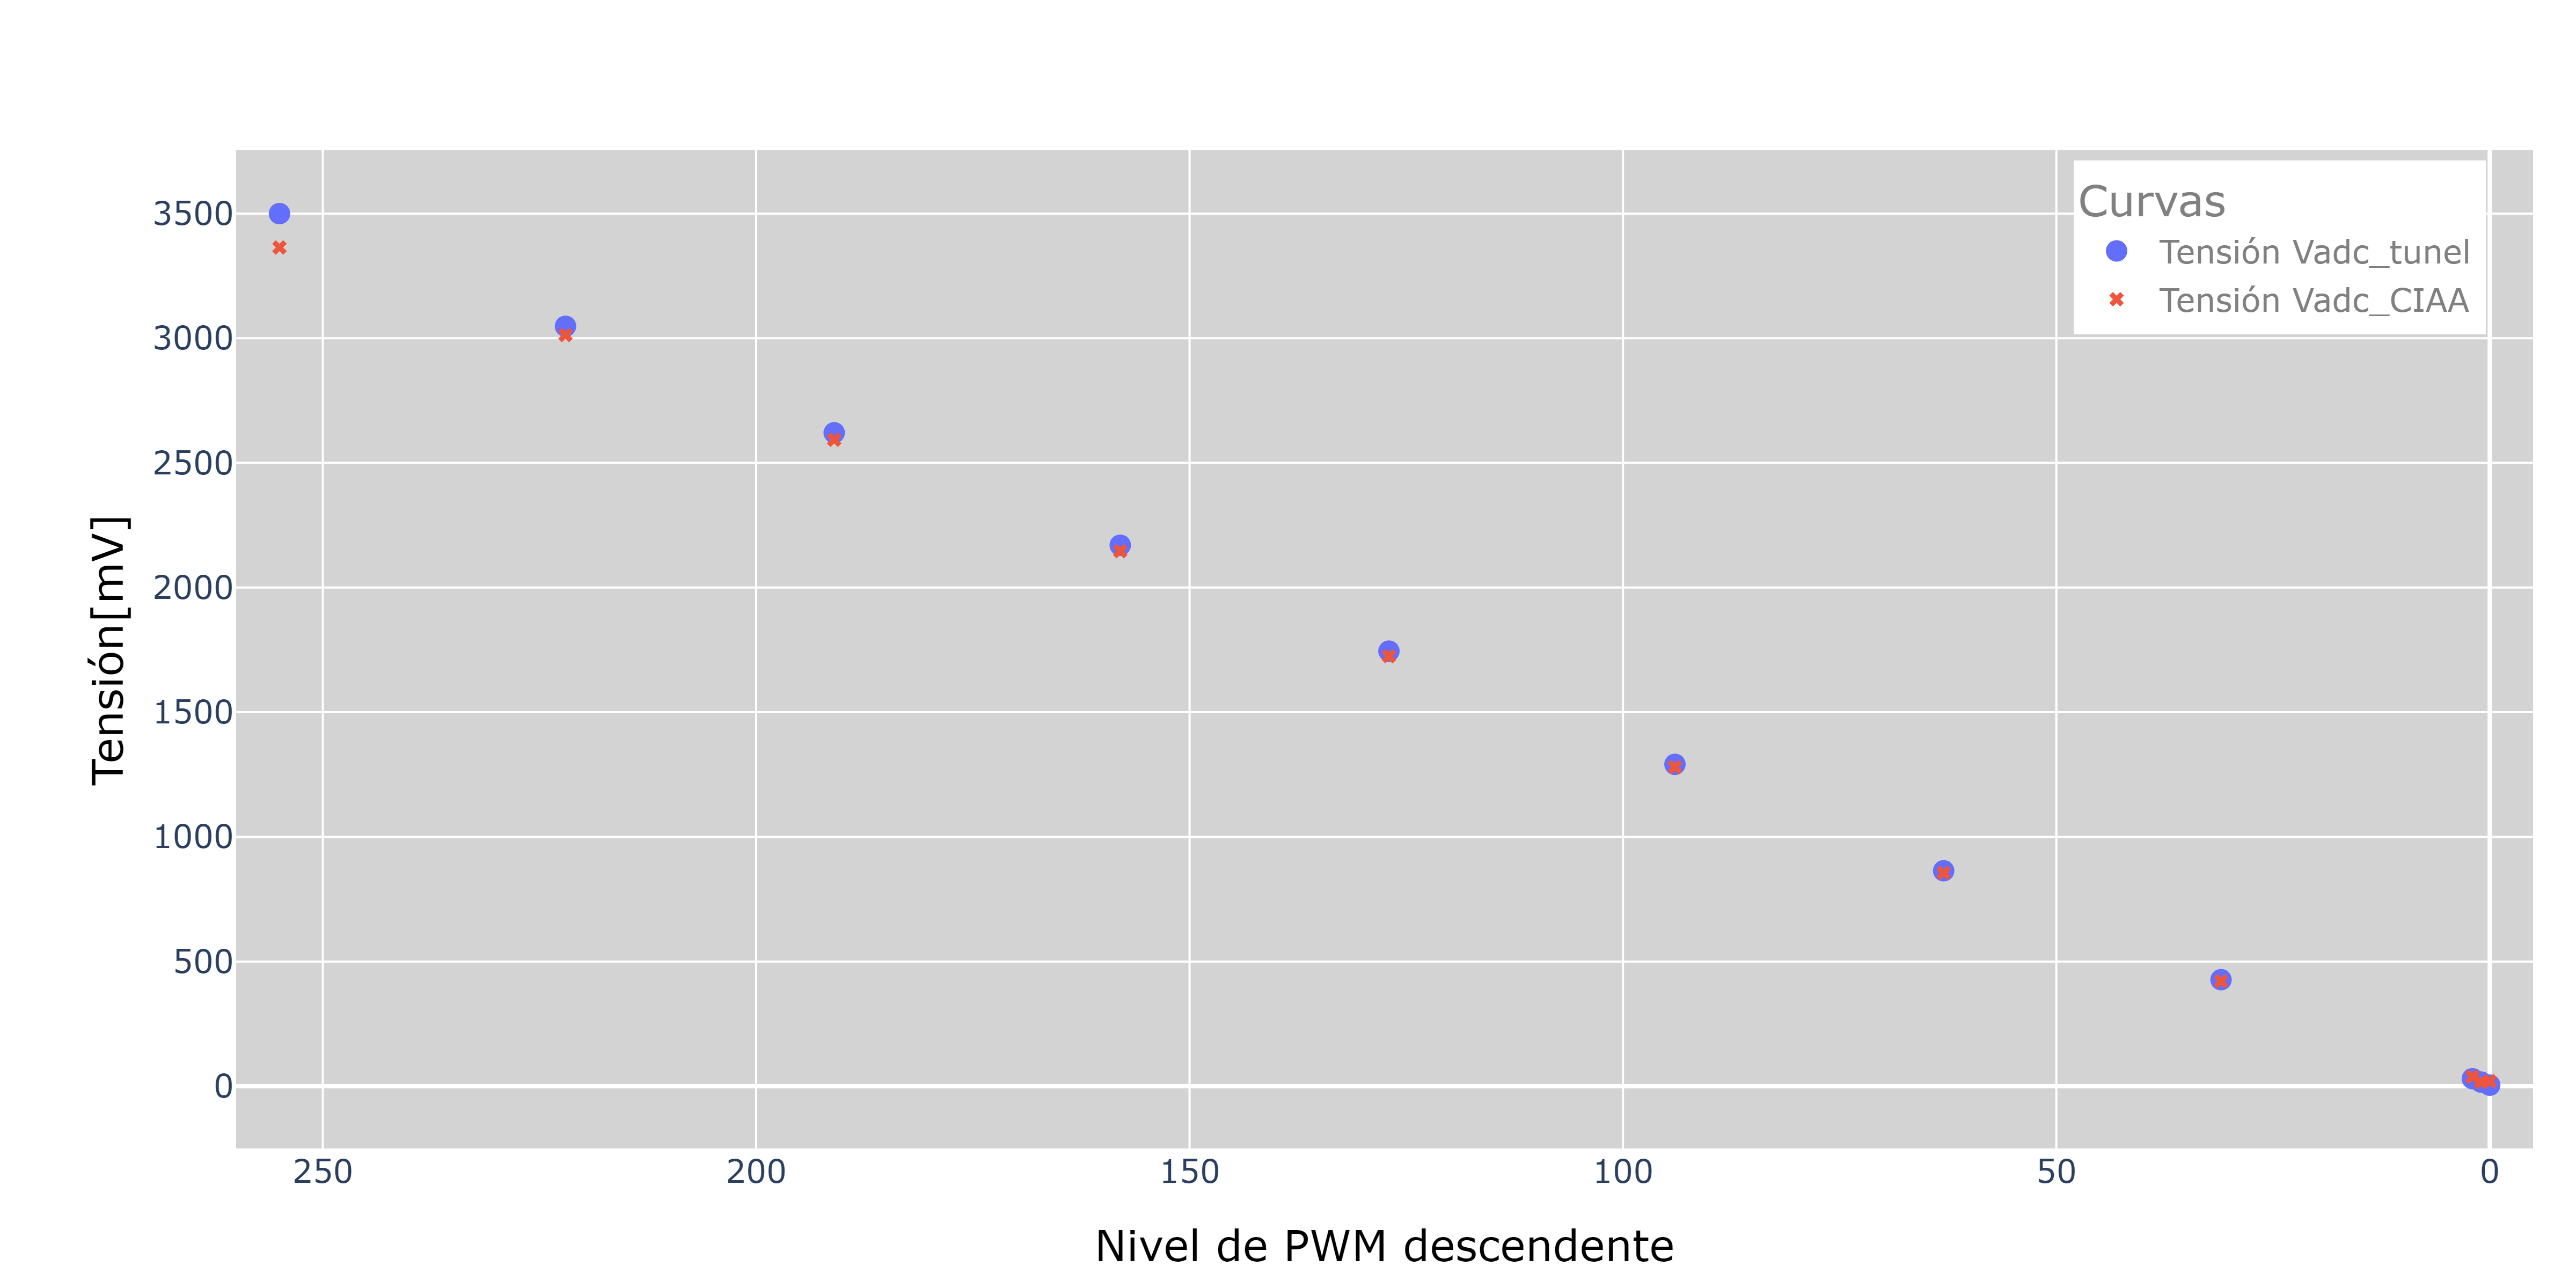 3500
3000
2500
2000
1500
1000
500
0
Tensión[mV]
Curvas
Tensión Vadc_tunel
Tensión Vadc_CIAA
250 200 150 100 50 0
Nivel de PWM descendente